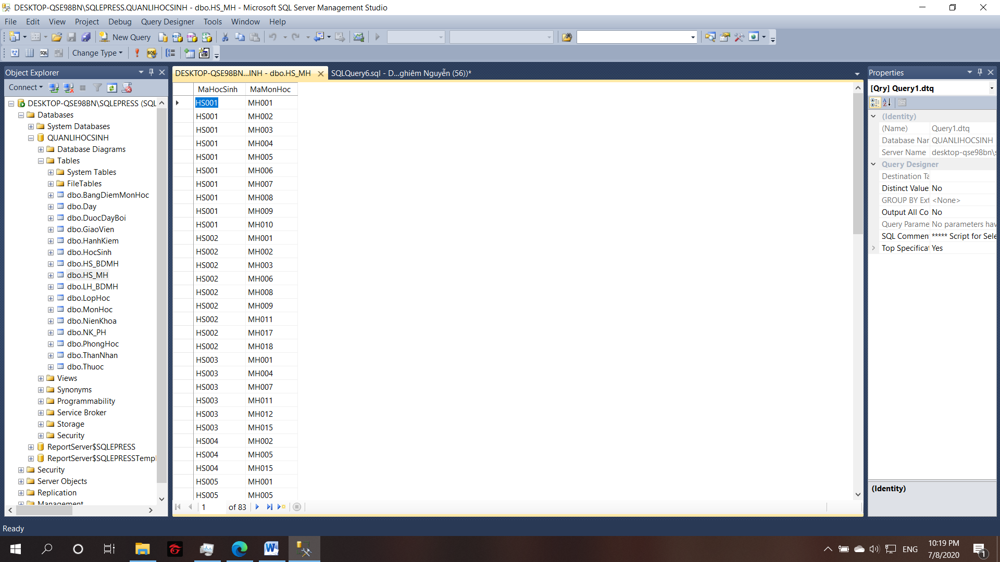 DESKTOP-QSE98BN\SQLEPRESS.QUANLIHOCSINH - dbo.HS_MH - Microsoft SQL Server Management Studio
File Edit View Project Debug Query Designer Tools Window Help
New Query
Change Type
Object Explorer
Connect
DESKTOP-QSE98BN\SQLEPRESS (SQL
Databases
System Databases
QUANLIHOCSINH
Database Diagrams
Tables
System Tables
FileTables
dbo.BangDiemMonHoc
dbo.Day
dbo.DuocDayBoi
dbo.GiaoVien
dbo.HanhKiem
dbo.HocSinh
dbo.HS_BDMH
dbo.HS_MH
dbo.LH_BDMH
dbo.LopHoc
dbo.MonHoc
dbo.NienKhoa
dbo.NK_PH
dbo.PhongHoc
dbo.ThanNhan
dbo.Thuoc
Views
Synonyms
Programmability
Service Broker
Storage
Security
ReportServer$SQLEPRESS
ReportServer$SQLEPRESSTemp
Security
Server Objects
Replication
Management
DESKTOP-QSE98BN...INH - dbo.HS_MH SQLQuery6.sql - D...ghiêm Nguyễn (56))*
MaHocSinh MaMonHoc
HS001 MH001
HS001 MH002
HS001 MH003
HS001 MH004
HS001 MH005
HS001 MH006
HS001 MH007
HS001 MH008
HS001 MH009
HS001 MH010
HS002 MH001
HS002 MH002
HS002 MH003
HS002 MH006
HS002 MH008
HS002 MH009
HS002 MH011
HS002 MH017
HS002 MH018
HS003 MH001
HS003 MH004
HS003 MH007
HS003 MH011
HS003 MH012
HS003 MH015
HS004 MH002
HS004 MH005
HS004 MH015
HS005 MH001
HS005 MH005
1 of 83
Properties
[Qry] Query1.dtq
(Identity)
(Name) Query1.dtq
Database Nar QUANLIHOCSINH
Server Name desktop-qse98bn\s
Query Designer
Destination Ta
Distinct Value No
GROUP BY Ext <None>
Output All Co No
Query Parame No parameters hav
SQL Commen ***** Script for Sele
Top Specificat Yes
(Identity)
Ready
ENG
10:19 PM
7/8/2020
1